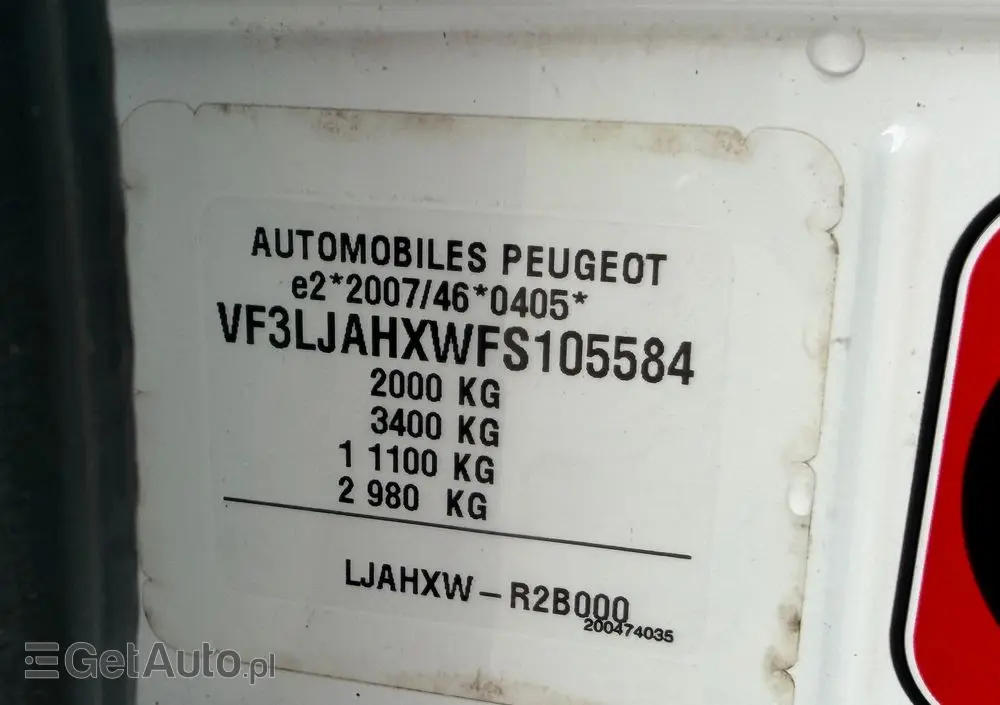 AUTOMOBILES PEUGEOT
e2*2007/46*0405*
VF3LJAHXWFS105584
2000 KG
3400 KG
1 1100 KG
2 980 KG
LJAHXW – R2B000
200474035
GetAuto.pl